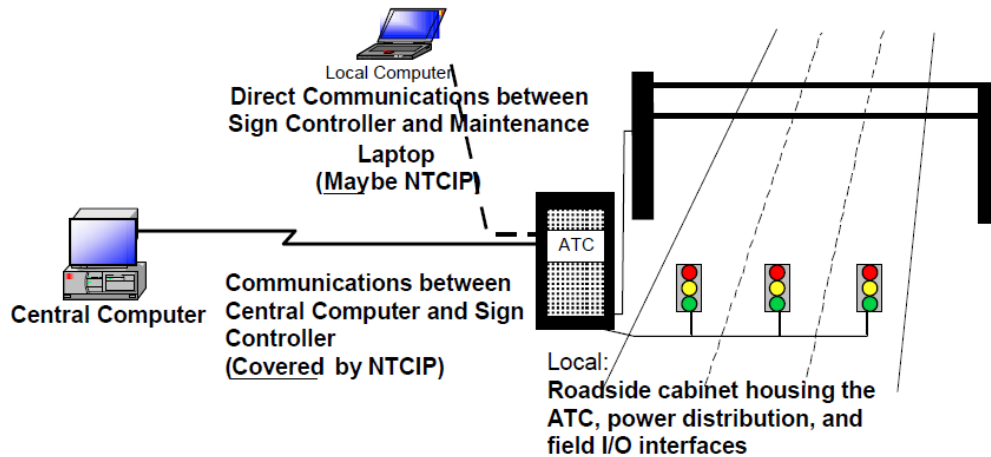 Local Computer
Direct Communications between
Sign Controller and Maintenance
Laptop
(Maybe NTCIP)
ATC
Central Computer
Communications between
Central Computer and Sign
Controller
(Covered by NTCIP)
Local:
Roadside cabinet housing the
ATC, power distribution, and
field I/O interfaces